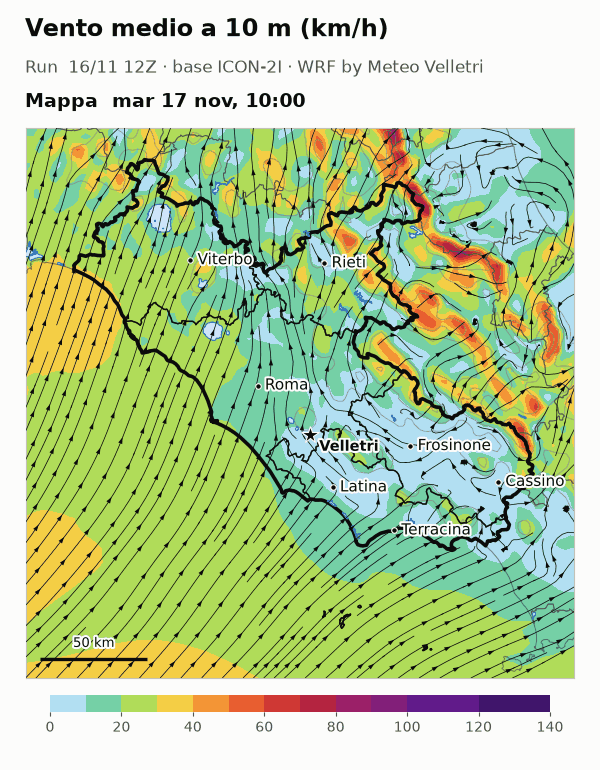 Vento medio a 10 m (km/h)
Run 16/11 12Z · base ICON-2I · WRF by Meteo Velletri
Mappa mar 17 nov, 10:00
Viterbo
Rieti
Roma
Velletri
Frosinone
Cassino
Latina
Terracina
50 km
0 20 40 60 80 100 120 140